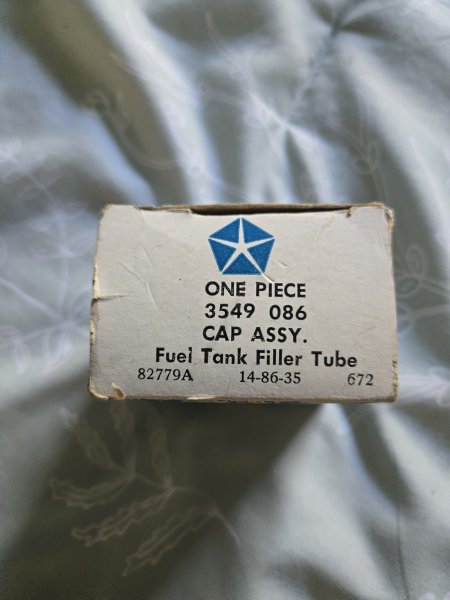 ONE PIECE
3549 086
CAP ASSY.
Fuel Tank Filler Tube
82779A 14-86-35 672